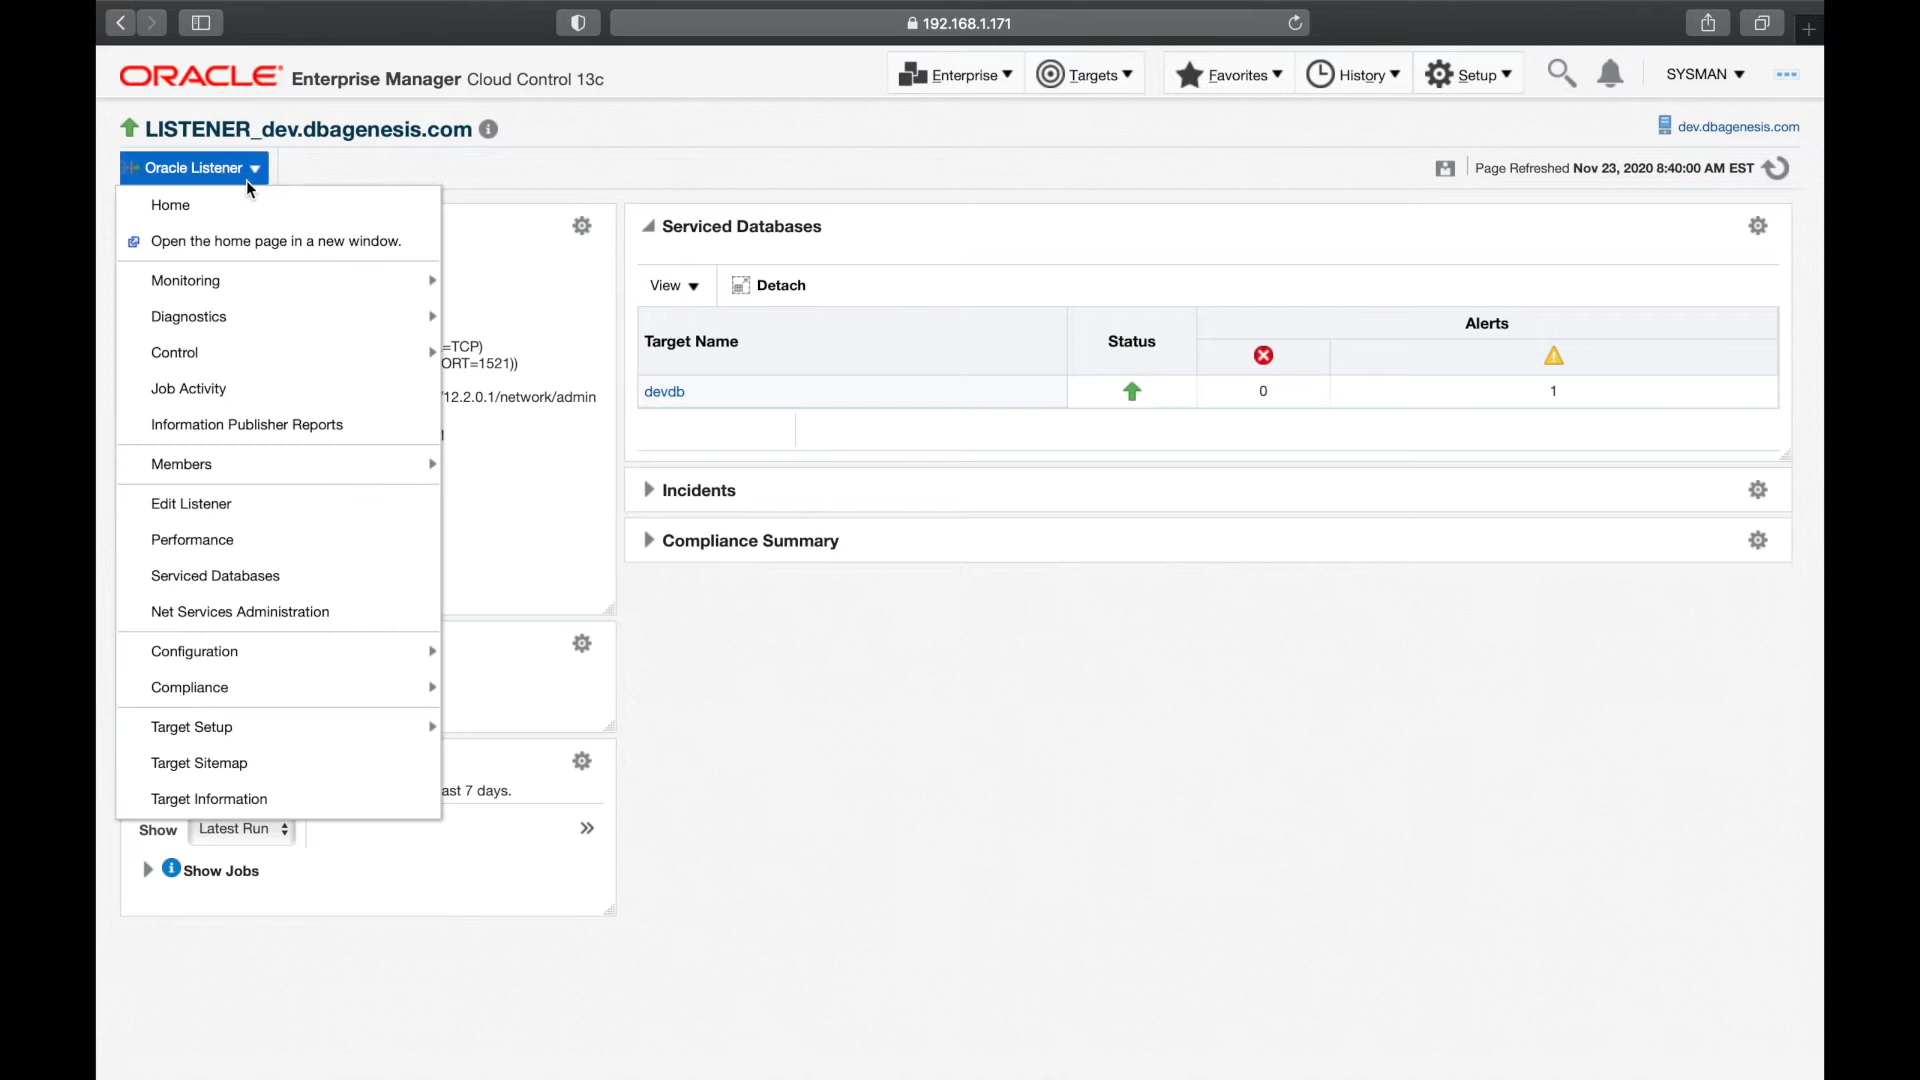 192.168.1.171
ORACLE Enterprise Manager Cloud Control 13c
Enterprise Targets Favorites History Setup SYSMAN
LISTENER_dev.dbagenesis.com
dev.dbagenesis.com
Oracle Listener
Page Refreshed Nov 23, 2020 8:40:00 AM EST
Home
Open the home page in a new window.
Monitoring
Diagnostics
Control
Job Activity
Information Publisher Reports
Members
Edit Listener
Performance
Serviced Databases
Net Services Administration
Configuration
Compliance
Target Setup
Target Sitemap
Target Information
=TCP)
ORT=1521))
12.2.0.1/network/admin
ast 7 days.
Show Latest Run
Show Jobs
Serviced Databases
View Detach
Target Name Status Alerts
devdb 0 1
Incidents
Compliance Summary